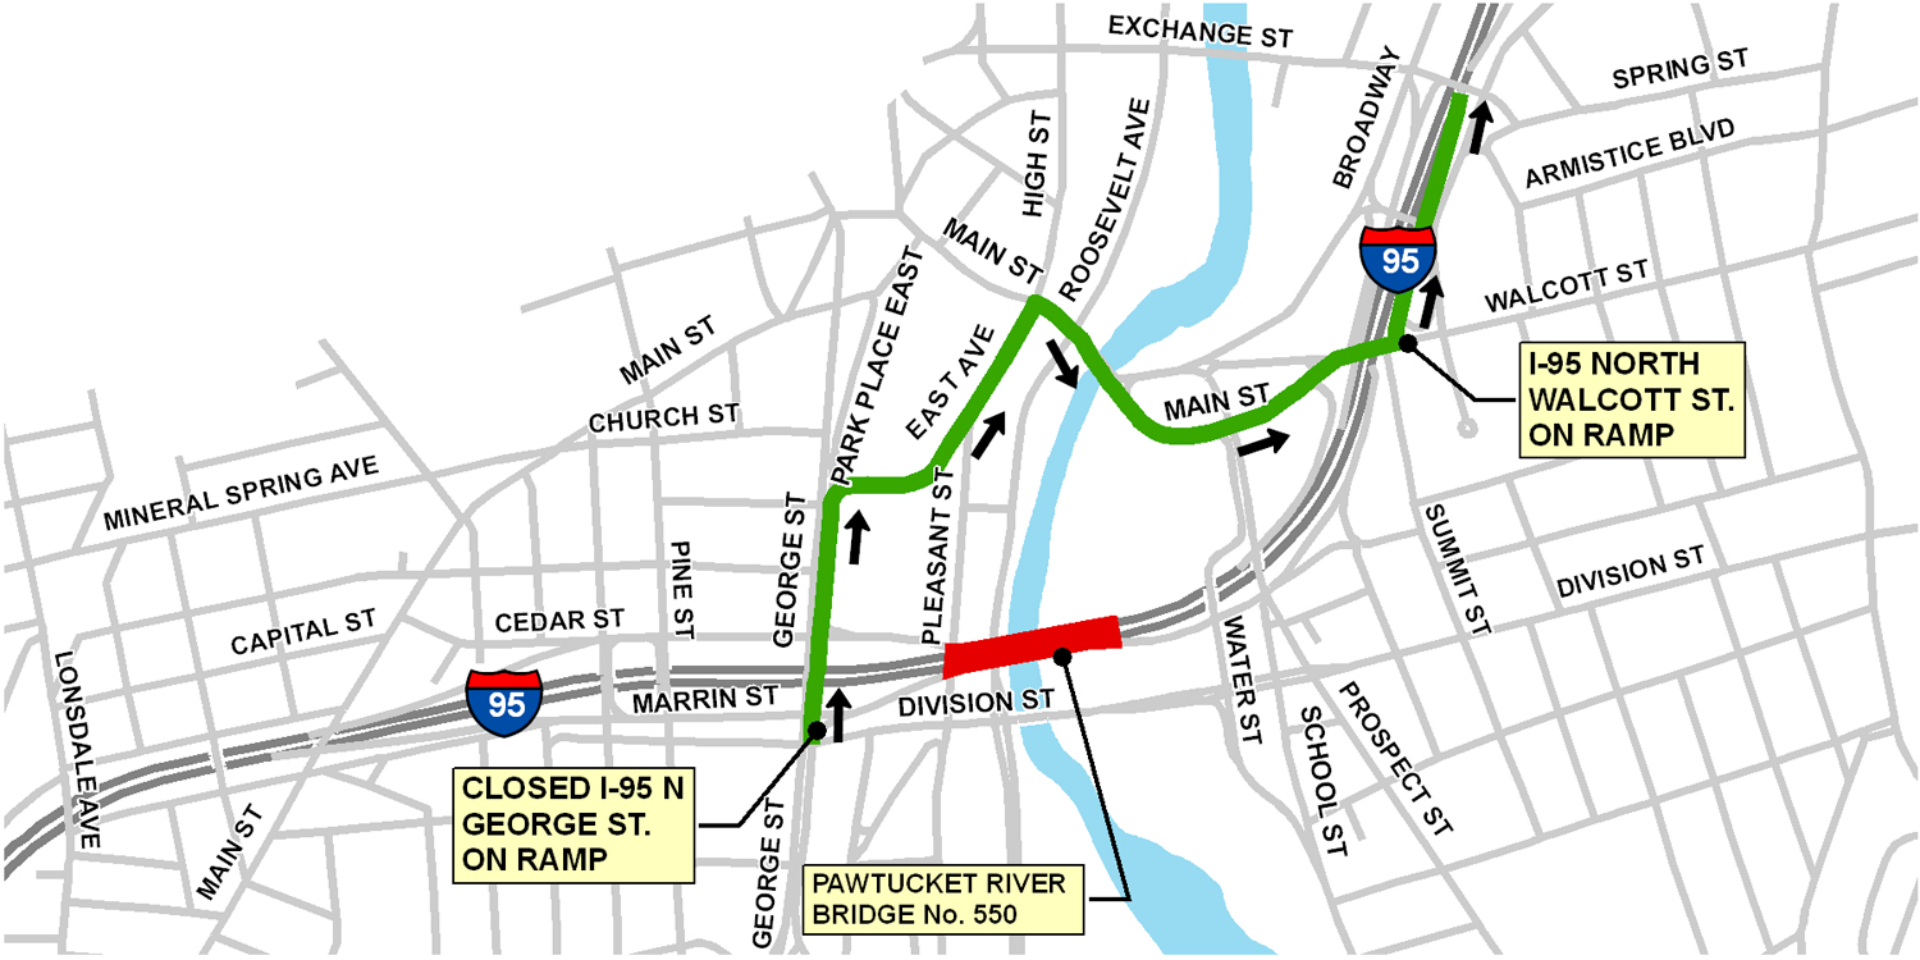 EXCHANGE ST
BROADWAY
SPRING ST
ARMISTICE BLVD
HIGH ST
ROOSEVELT AVE
MAIN ST
95
WALCOTT ST
PARK PLACE EAST
MAIN ST
EAST AVE
I-95 NORTH
WALCOTT ST.
ON RAMP
CHURCH ST
MAIN ST
MINERAL SPRING AVE
GEORGE ST
PLEASANT ST
PINE ST
SUMMIT ST
DIVISION ST
CAPITAL ST
CEDAR ST
LONSDALE AVE
95
MARRIN ST
DIVISION ST
WATER ST
SCHOOL ST
PROSPECT ST
MAIN ST
CLOSED I-95 N
GEORGE ST.
ON RAMP
GEORGE ST
PAWTUCKET RIVER
BRIDGE No. 550